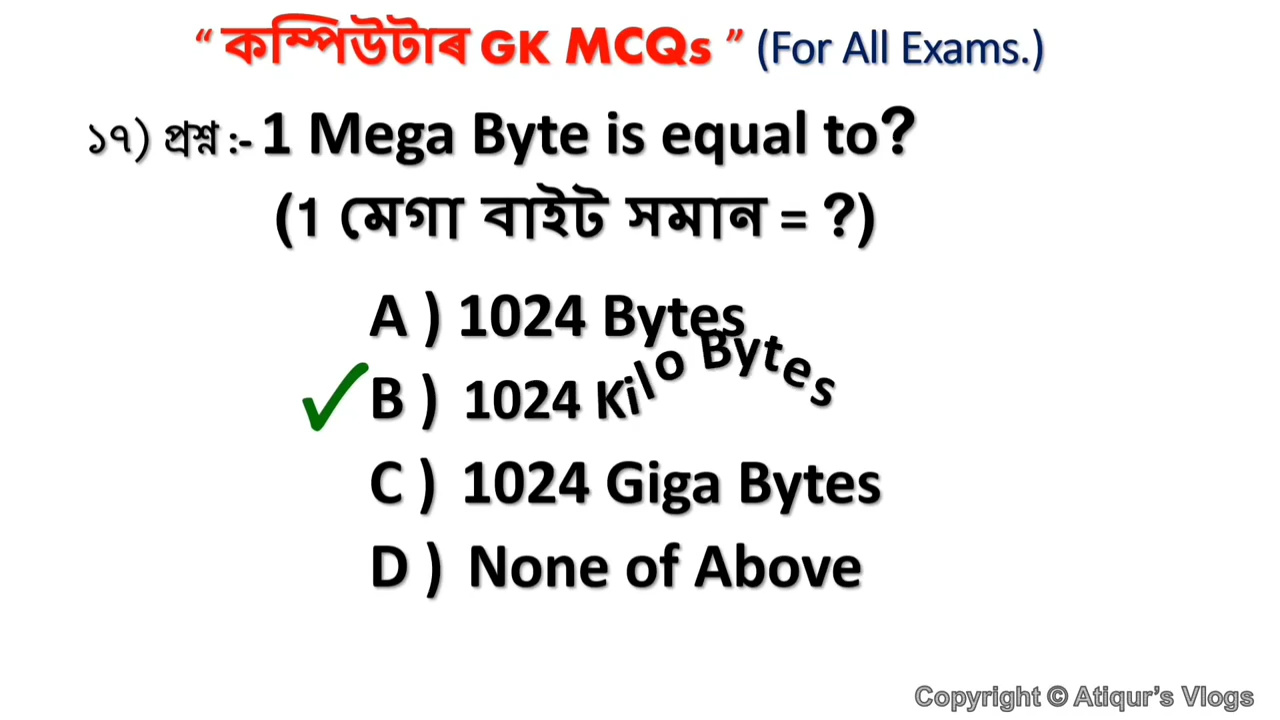 “ কম্পিউটাৰ GK MCQs ” (For All Exams.)
১৭) প্ৰশ্ন :- 1 Mega Byte is equal to?
(1 মেগা বাইট সমান = ?)
A ) 1024 Bytes
B ) 1024 Kilo Bytes
C ) 1024 Giga Bytes
D ) None of Above
Copyright © Atiqur’s Vlogs